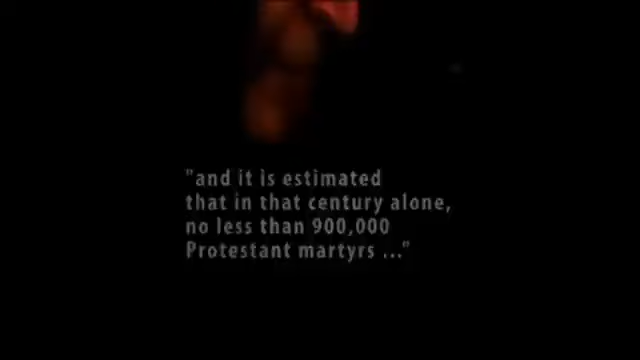 "and it is estimated
that in that century alone,
no less than 900,000
Protestant martyrs ..."